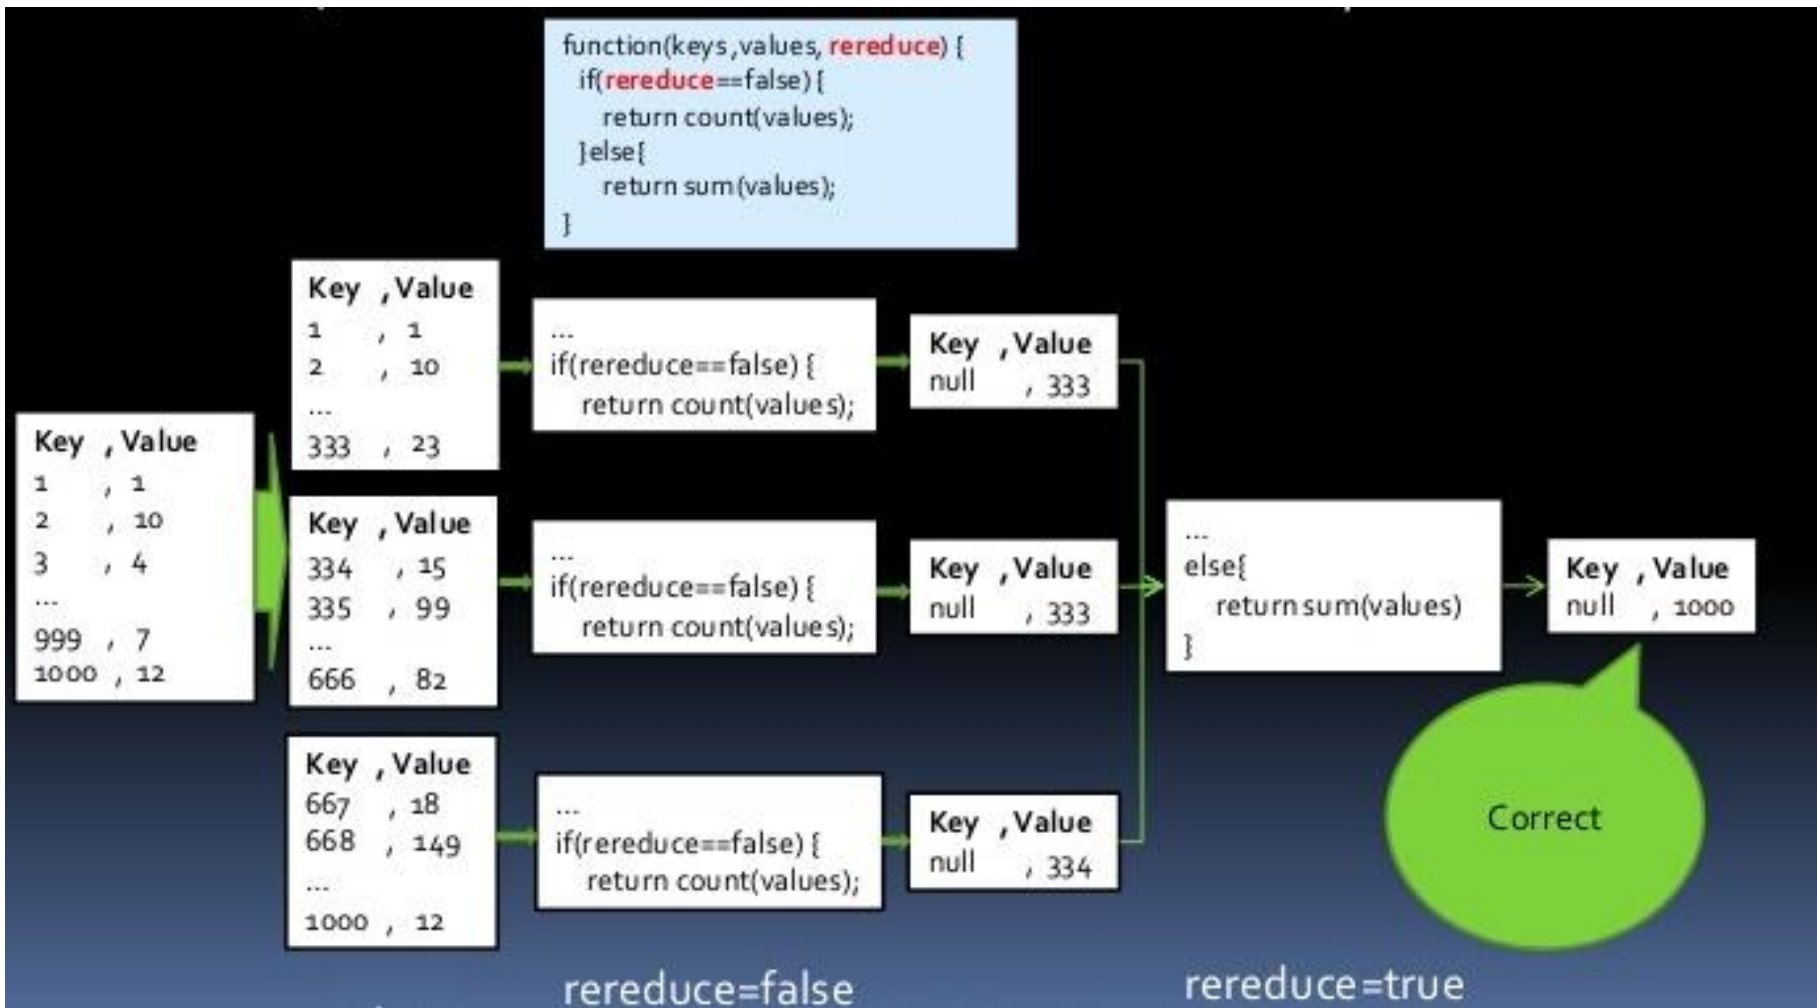 function(keys,values, rereduce) {
if(rereduce==false) {
return count(values);
}else{
return sum(values);
}
Key ,Value
1 , 1
2 , 10
3 , 4
...
999 , 7
1000 , 12
Key ,Value
1 , 1
2 , 10
...
333 , 23
Key ,Value
334 , 15
335 , 99
...
666 , 82
Key ,Value
667 , 18
668 , 149
...
1000 , 12
...
if(rereduce==false) {
return count(values);
...
if(rereduce==false) {
return count(values);
...
if(rereduce==false) {
return count(values);
Key ,Value
null , 333
Key ,Value
null , 333
Key ,Value
null , 334
...
else{
return sum(values)
}
Key ,Value
null , 1000
Correct
rereduce=false
rereduce=true